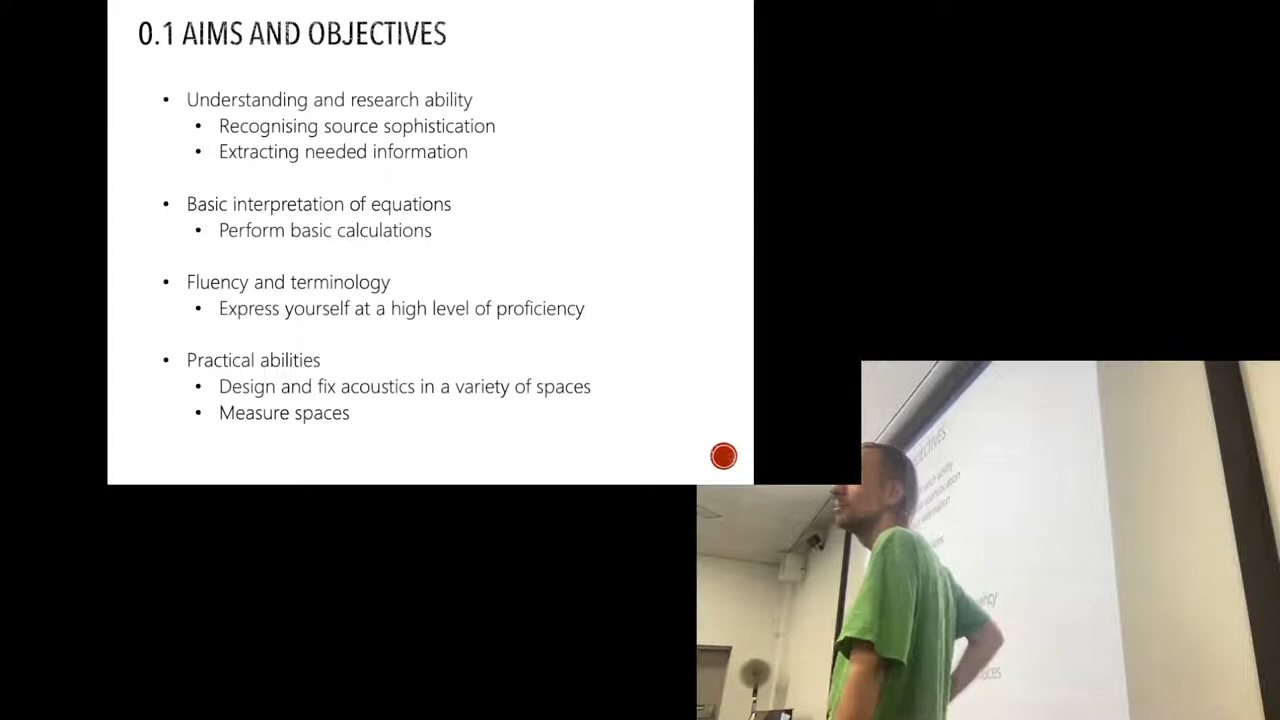 0.1 AIMS AND OBJECTIVES
• Understanding and research ability
• Recognising source sophistication
• Extracting needed information
• Basic interpretation of equations
• Perform basic calculations
• Fluency and terminology
• Express yourself at a high level of proficiency
• Practical abilities
• Design and fix acoustics in a variety of spaces
• Measure spaces